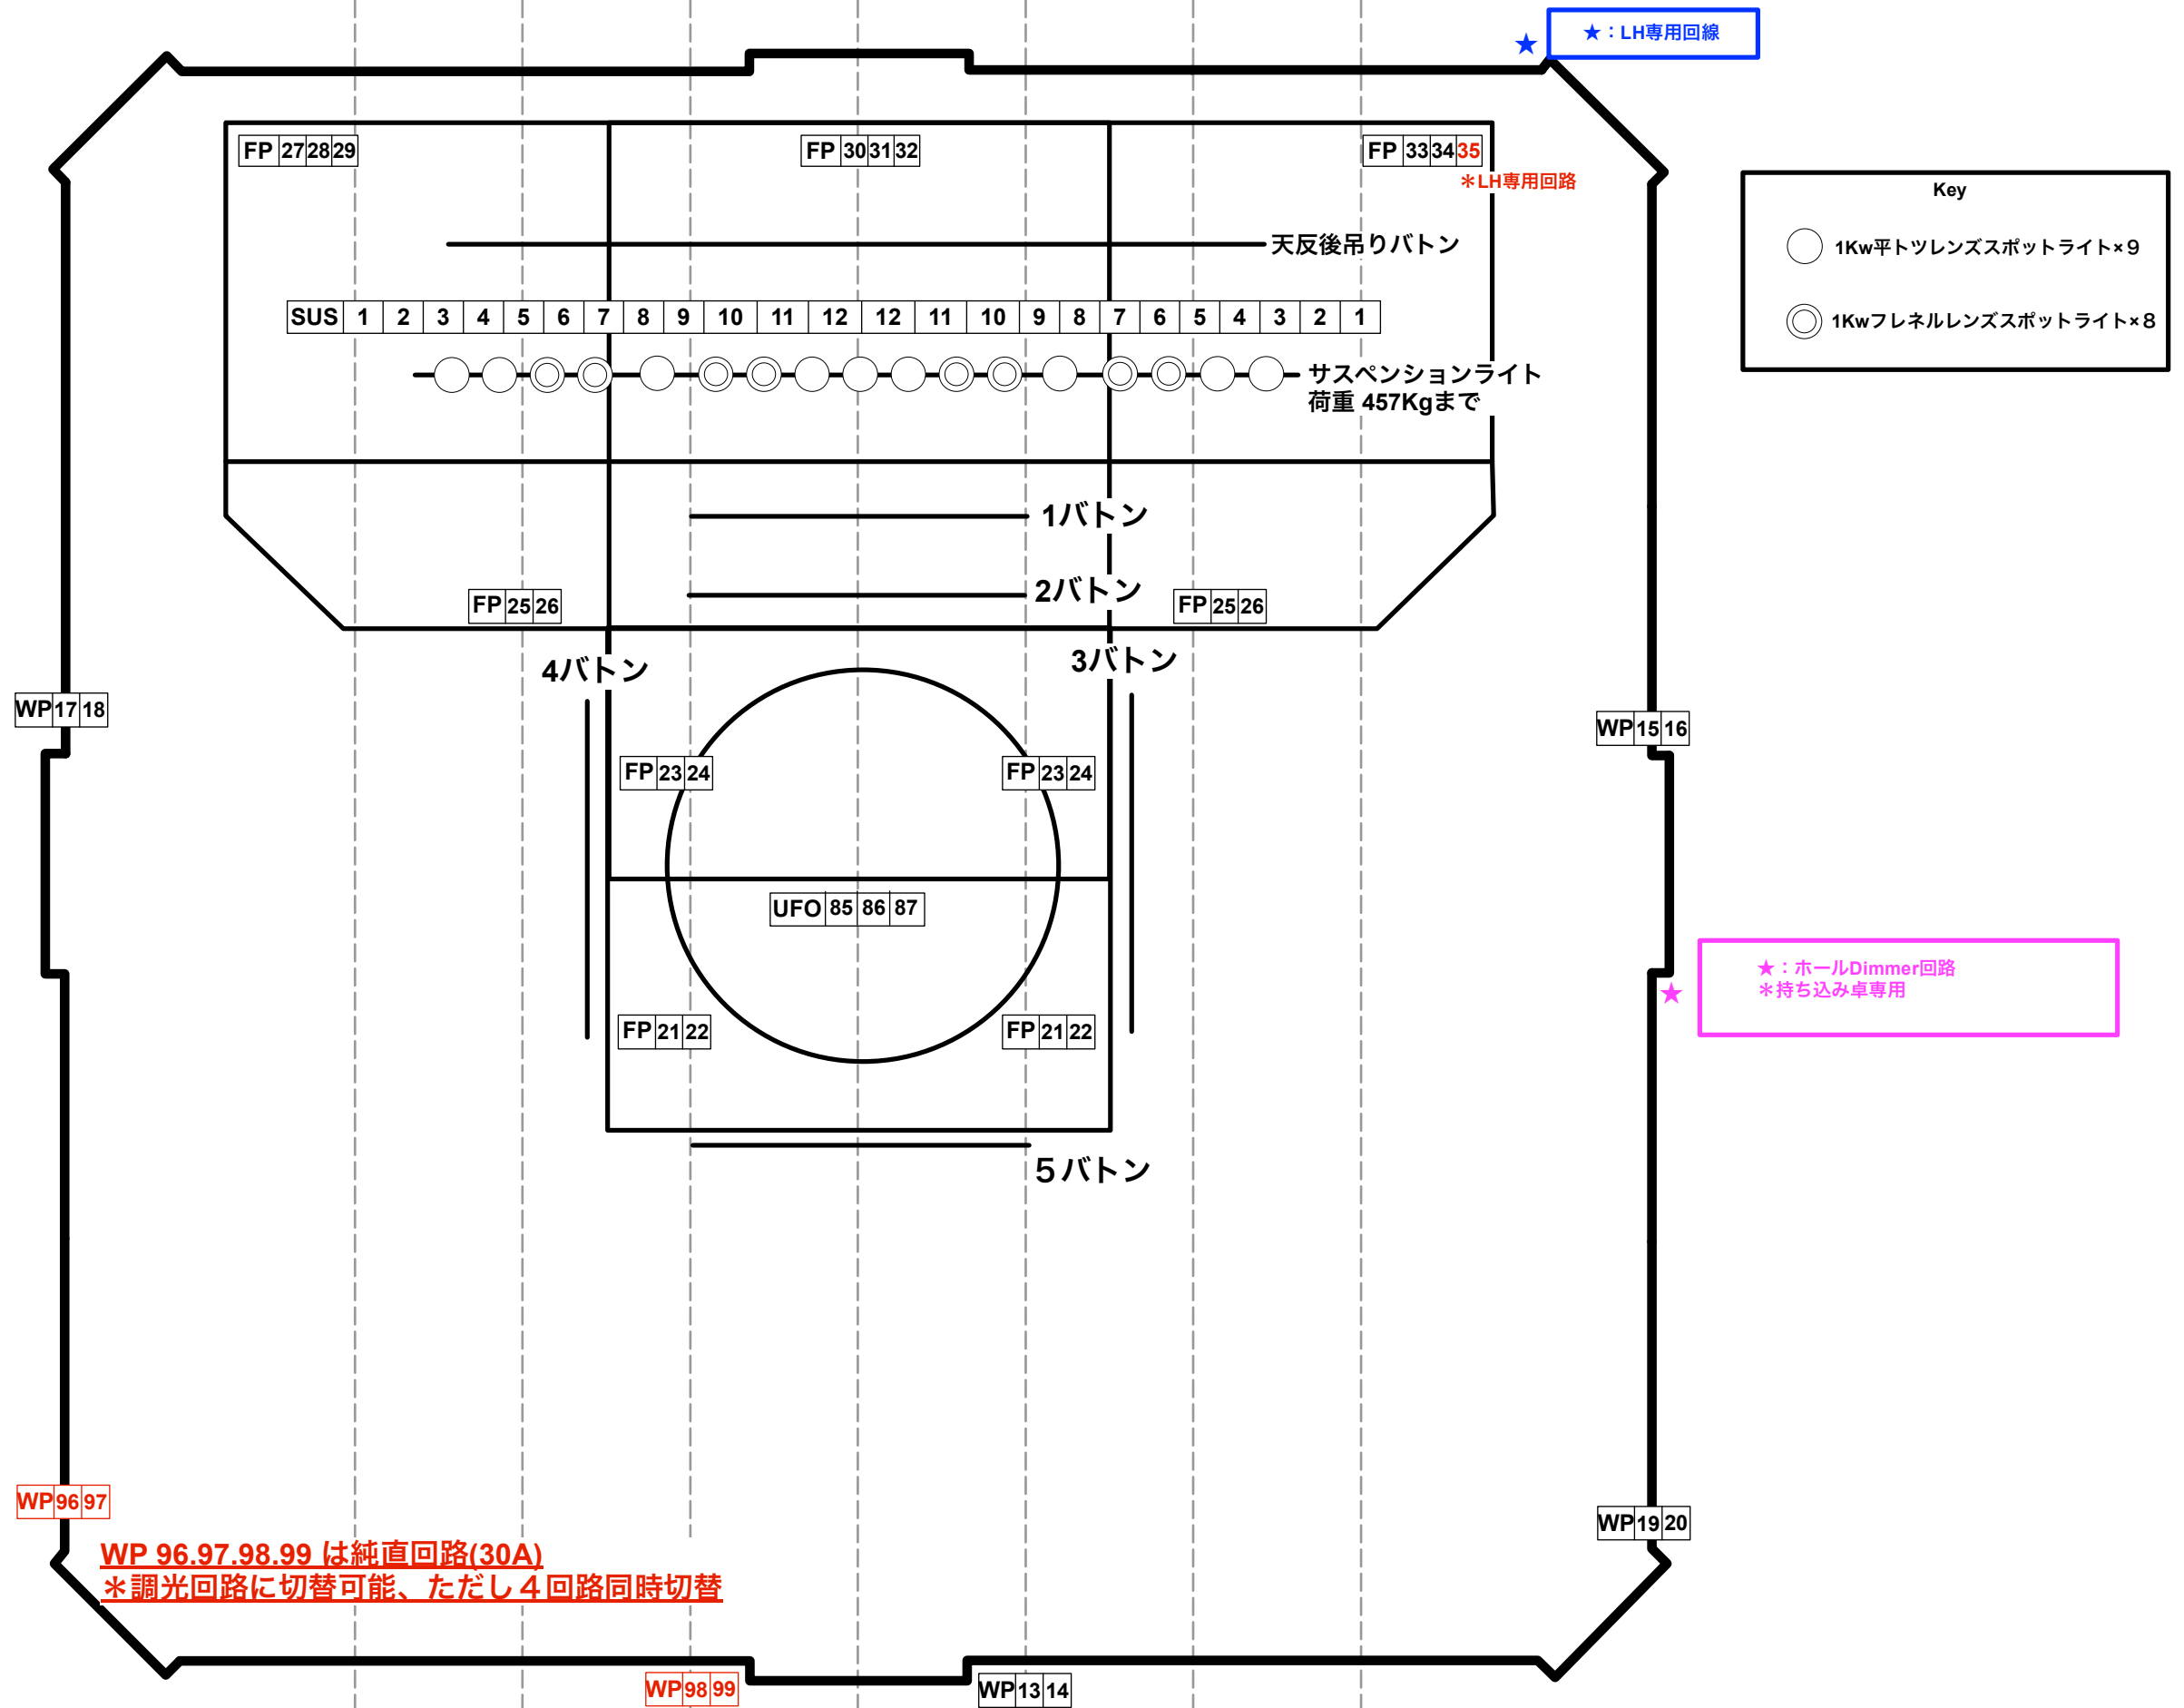 ★：LH専用回線
★
FP 27 28 29
FP 30 31 32
FP 33 34 35
＊LH専用回路
Key
1Kw平トツレンズスポットライト×９
1Kwフレネルレンズスポットライト×８
天反後吊りバトン
SUS 1 2 3 4 5 6 7 8 9 10 11 12 12 11 10 9 8 7 6 5 4 3 2 1
サスペンションライト
荷重 457Kgまで
1バトン
2バトン
FP 25 26
FP 25 26
4バトン
3バトン
WP 17 18
WP 15 16
FP 23 24
FP 23 24
UFO 85 86 87
★：ホールDimmer回路
＊持ち込み卓専用
★
FP 21 22
FP 21 22
５バトン
WP 96 97
WP 19 20
WP 96.97.98.99 は純直回路(30A)
＊調光回路に切替可能、ただし４回路同時切替
WP 98 99
WP 13 14